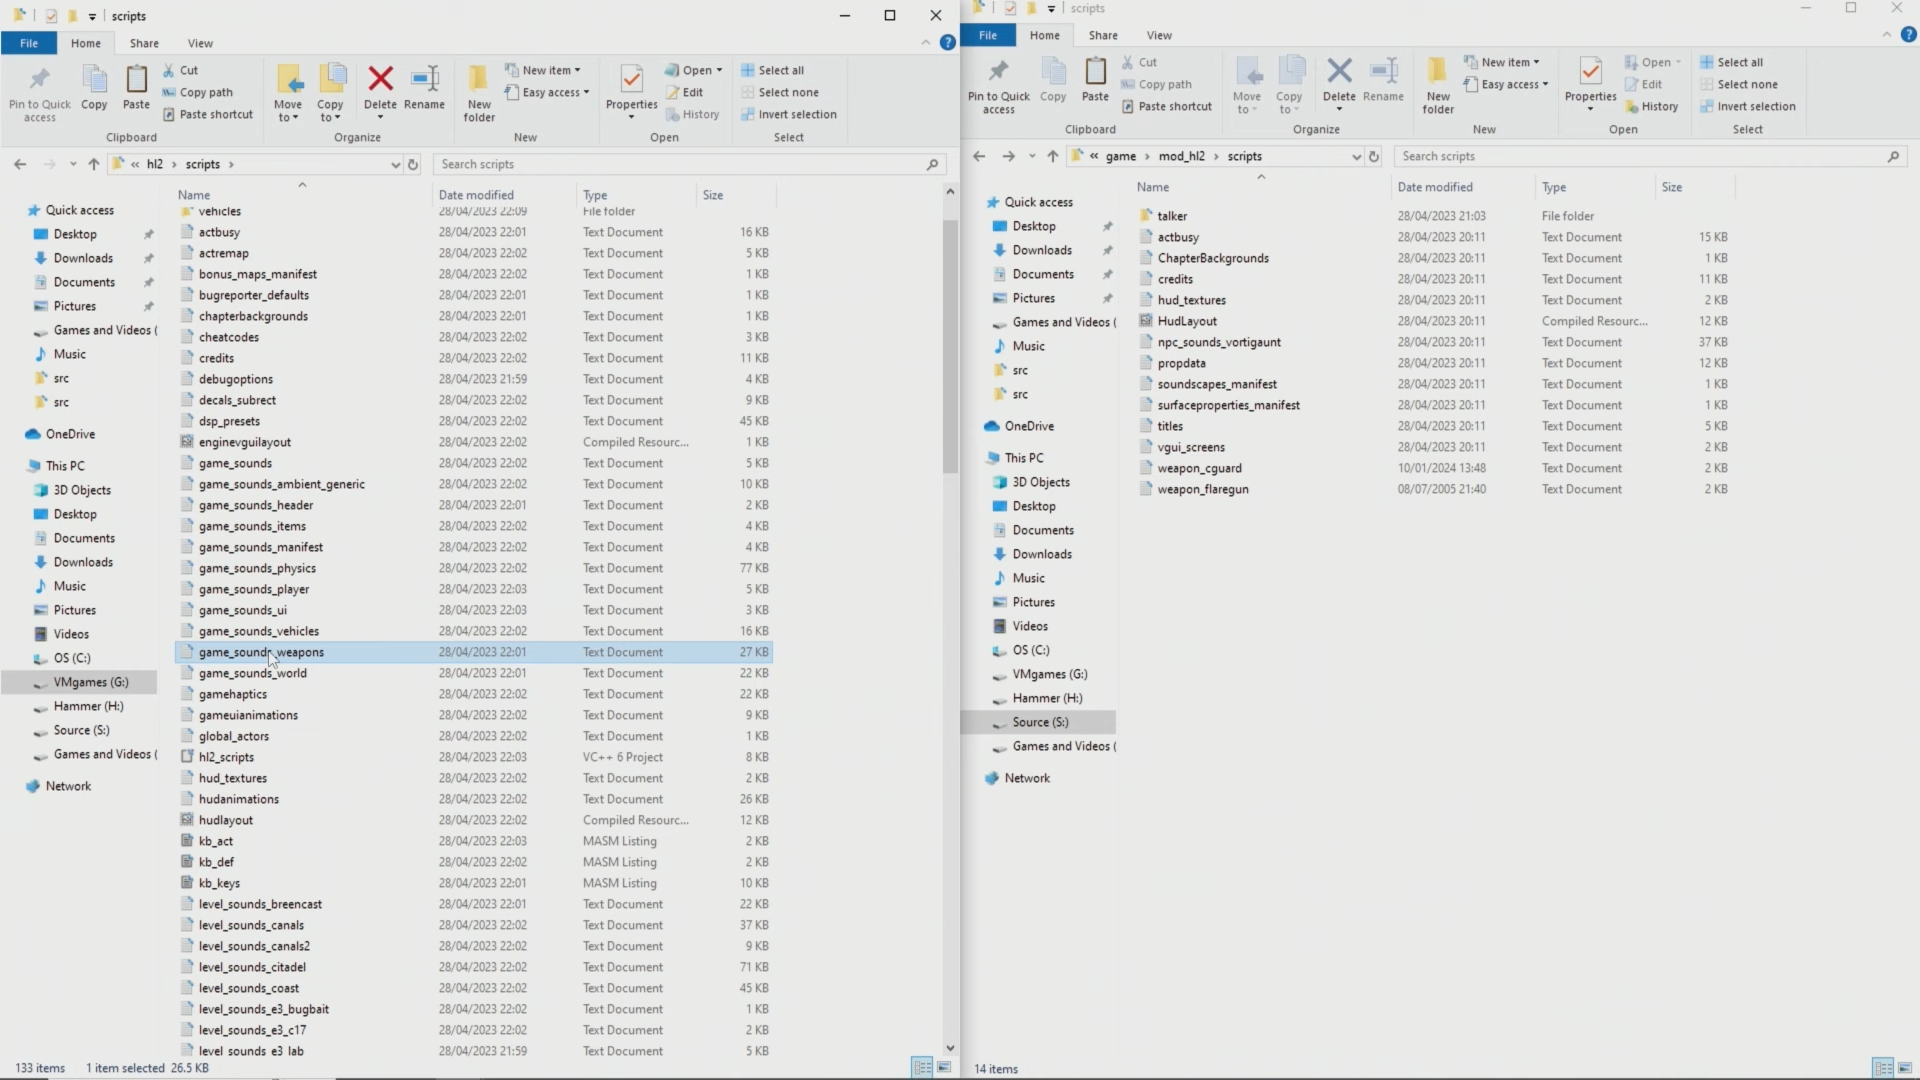 scripts
File Home Share View
Pin to Quick access
Copy
Paste
Cut
Copy path
Paste shortcut
Clipboard
Move to
Copy to
Delete
Rename
Organize
New folder
New item
Easy access
New
Properties
Open
Edit
History
Open
Select all
Select none
Invert selection
Select
« hl2 › scripts ›
Search scripts
Quick access
Desktop
Downloads
Documents
Pictures
Games and Videos (
Music
src
src
OneDrive
This PC
3D Objects
Desktop
Documents
Downloads
Music
Pictures
Videos
OS (C:)
VMgames (G:)
Hammer (H:)
Source (S:)
Games and Videos (
Network
Name Date modified Type Size
vehicles 28/04/2023 22:09 File folder
actbusy 28/04/2023 22:01 Text Document 16 KB
actremap 28/04/2023 22:02 Text Document 5 KB
bonus_maps_manifest 28/04/2023 22:02 Text Document 1 KB
bugreporter_defaults 28/04/2023 22:01 Text Document 1 KB
chapterbackgrounds 28/04/2023 22:01 Text Document 1 KB
cheatcodes 28/04/2023 22:02 Text Document 3 KB
credits 28/04/2023 22:02 Text Document 11 KB
debugoptions 28/04/2023 21:59 Text Document 4 KB
decals_subrect 28/04/2023 22:02 Text Document 9 KB
dsp_presets 28/04/2023 22:02 Text Document 45 KB
enginevguilayout 28/04/2023 22:02 Compiled Resourc... 1 KB
game_sounds 28/04/2023 22:02 Text Document 5 KB
game_sounds_ambient_generic 28/04/2023 22:02 Text Document 10 KB
game_sounds_header 28/04/2023 22:01 Text Document 2 KB
game_sounds_items 28/04/2023 22:02 Text Document 4 KB
game_sounds_manifest 28/04/2023 22:02 Text Document 4 KB
game_sounds_physics 28/04/2023 22:02 Text Document 77 KB
game_sounds_player 28/04/2023 22:03 Text Document 5 KB
game_sounds_ui 28/04/2023 22:03 Text Document 3 KB
game_sounds_vehicles 28/04/2023 22:02 Text Document 16 KB
game_sounds_weapons 28/04/2023 22:01 Text Document 27 KB
game_sounds_world 28/04/2023 22:01 Text Document 22 KB
gamehaptics 28/04/2023 22:02 Text Document 22 KB
gameuianimations 28/04/2023 22:02 Text Document 9 KB
global_actors 28/04/2023 22:02 Text Document 1 KB
hl2_scripts 28/04/2023 22:03 VC++ 6 Project 8 KB
hud_textures 28/04/2023 22:02 Text Document 2 KB
hudanimations 28/04/2023 22:02 Text Document 26 KB
hudlayout 28/04/2023 22:02 Compiled Resourc... 12 KB
kb_act 28/04/2023 22:03 MASM Listing 2 KB
kb_def 28/04/2023 22:02 MASM Listing 2 KB
kb_keys 28/04/2023 22:01 MASM Listing 10 KB
level_sounds_breencast 28/04/2023 22:01 Text Document 22 KB
level_sounds_canals 28/04/2023 22:02 Text Document 37 KB
level_sounds_canals2 28/04/2023 22:02 Text Document 9 KB
level_sounds_citadel 28/04/2023 22:02 Text Document 71 KB
level_sounds_coast 28/04/2023 22:02 Text Document 45 KB
level_sounds_e3_bugbait 28/04/2023 22:02 Text Document 1 KB
level_sounds_e3_c17 28/04/2023 22:02 Text Document 2 KB
level_sounds_e3_lab 28/04/2023 21:59 Text Document 5 KB
133 items 1 item selected 26.5 KB
scripts
File Home Share View
Pin to Quick access
Copy
Paste
Cut
Copy path
Paste shortcut
Clipboard
Move to
Copy to
Delete
Rename
Organize
New folder
New item
Easy access
New
Properties
Open
Edit
History
Open
Select all
Select none
Invert selection
Select
« game › mod_hl2 › scripts
Search scripts
Quick access
Desktop
Downloads
Documents
Pictures
Games and Videos (
Music
src
src
OneDrive
This PC
3D Objects
Desktop
Documents
Downloads
Music
Pictures
Videos
OS (C:)
VMgames (G:)
Hammer (H:)
Source (S:)
Games and Videos (
Network
Name Date modified Type Size
talker 28/04/2023 21:03 File folder
actbusy 28/04/2023 20:11 Text Document 15 KB
ChapterBackgrounds 28/04/2023 20:11 Text Document 1 KB
credits 28/04/2023 20:11 Text Document 11 KB
hud_textures 28/04/2023 20:11 Text Document 2 KB
HudLayout 28/04/2023 20:11 Compiled Resourc... 12 KB
npc_sounds_vortigaunt 28/04/2023 20:11 Text Document 37 KB
propdata 28/04/2023 20:11 Text Document 12 KB
soundscapes_manifest 28/04/2023 20:11 Text Document 1 KB
surfaceproperties_manifest 28/04/2023 20:11 Text Document 1 KB
titles 28/04/2023 20:11 Text Document 5 KB
vgui_screens 28/04/2023 20:11 Text Document 2 KB
weapon_cguard 10/01/2024 13:48 Text Document 2 KB
weapon_flaregun 08/07/2005 21:40 Text Document 2 KB
14 items